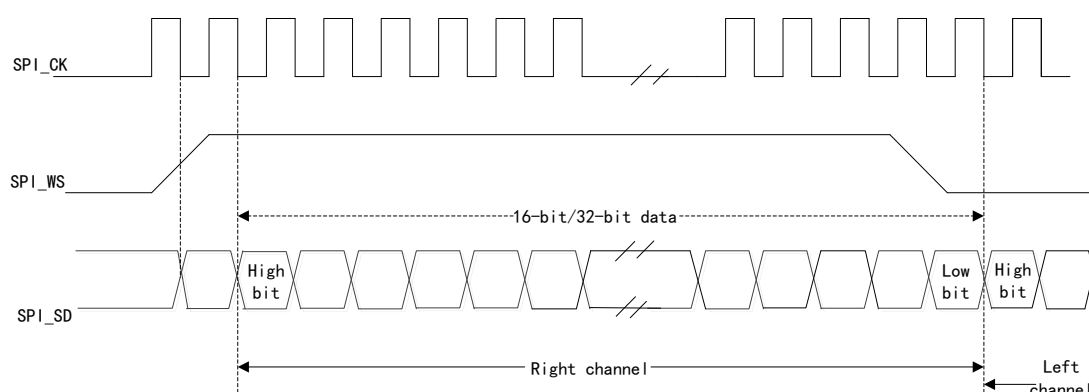 SPI_CK
SPI_WS
16-bit/32-bit data
High
bit
Low
bit
High
bit
SPI_SD
Right channel
Left
channel